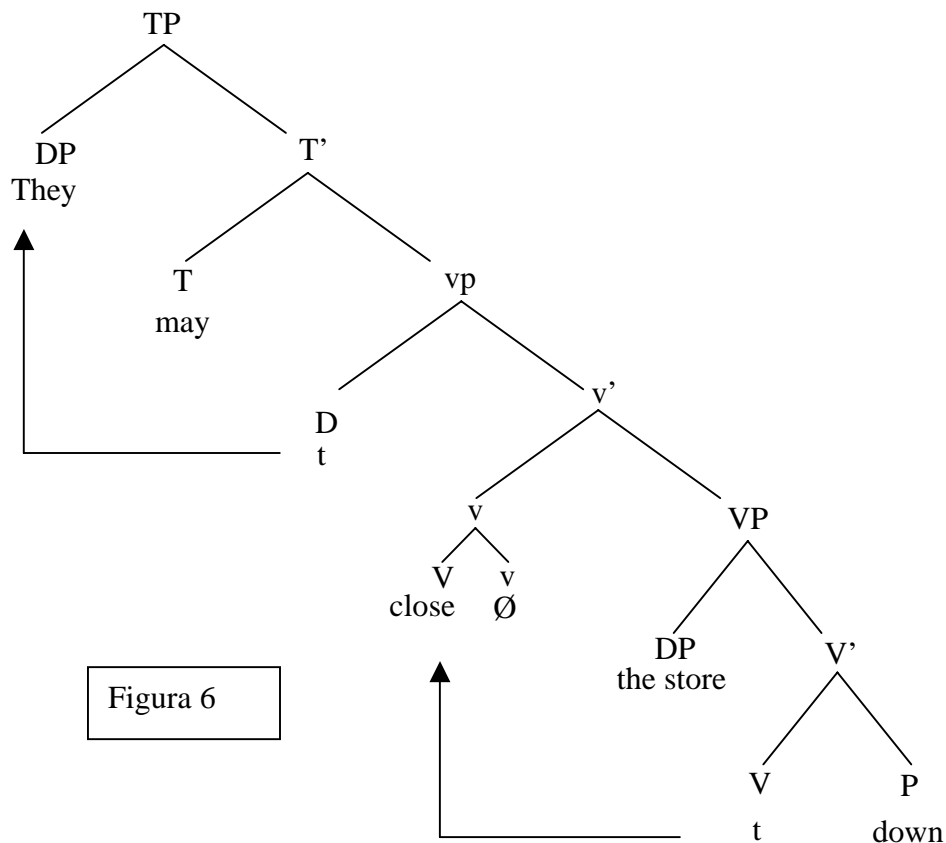 TP
DP
T’
They
T
vp
may
D
v’
t
v
VP
V
v
close
Ø
DP
V’
the store
Figura 6
V
P
t
down